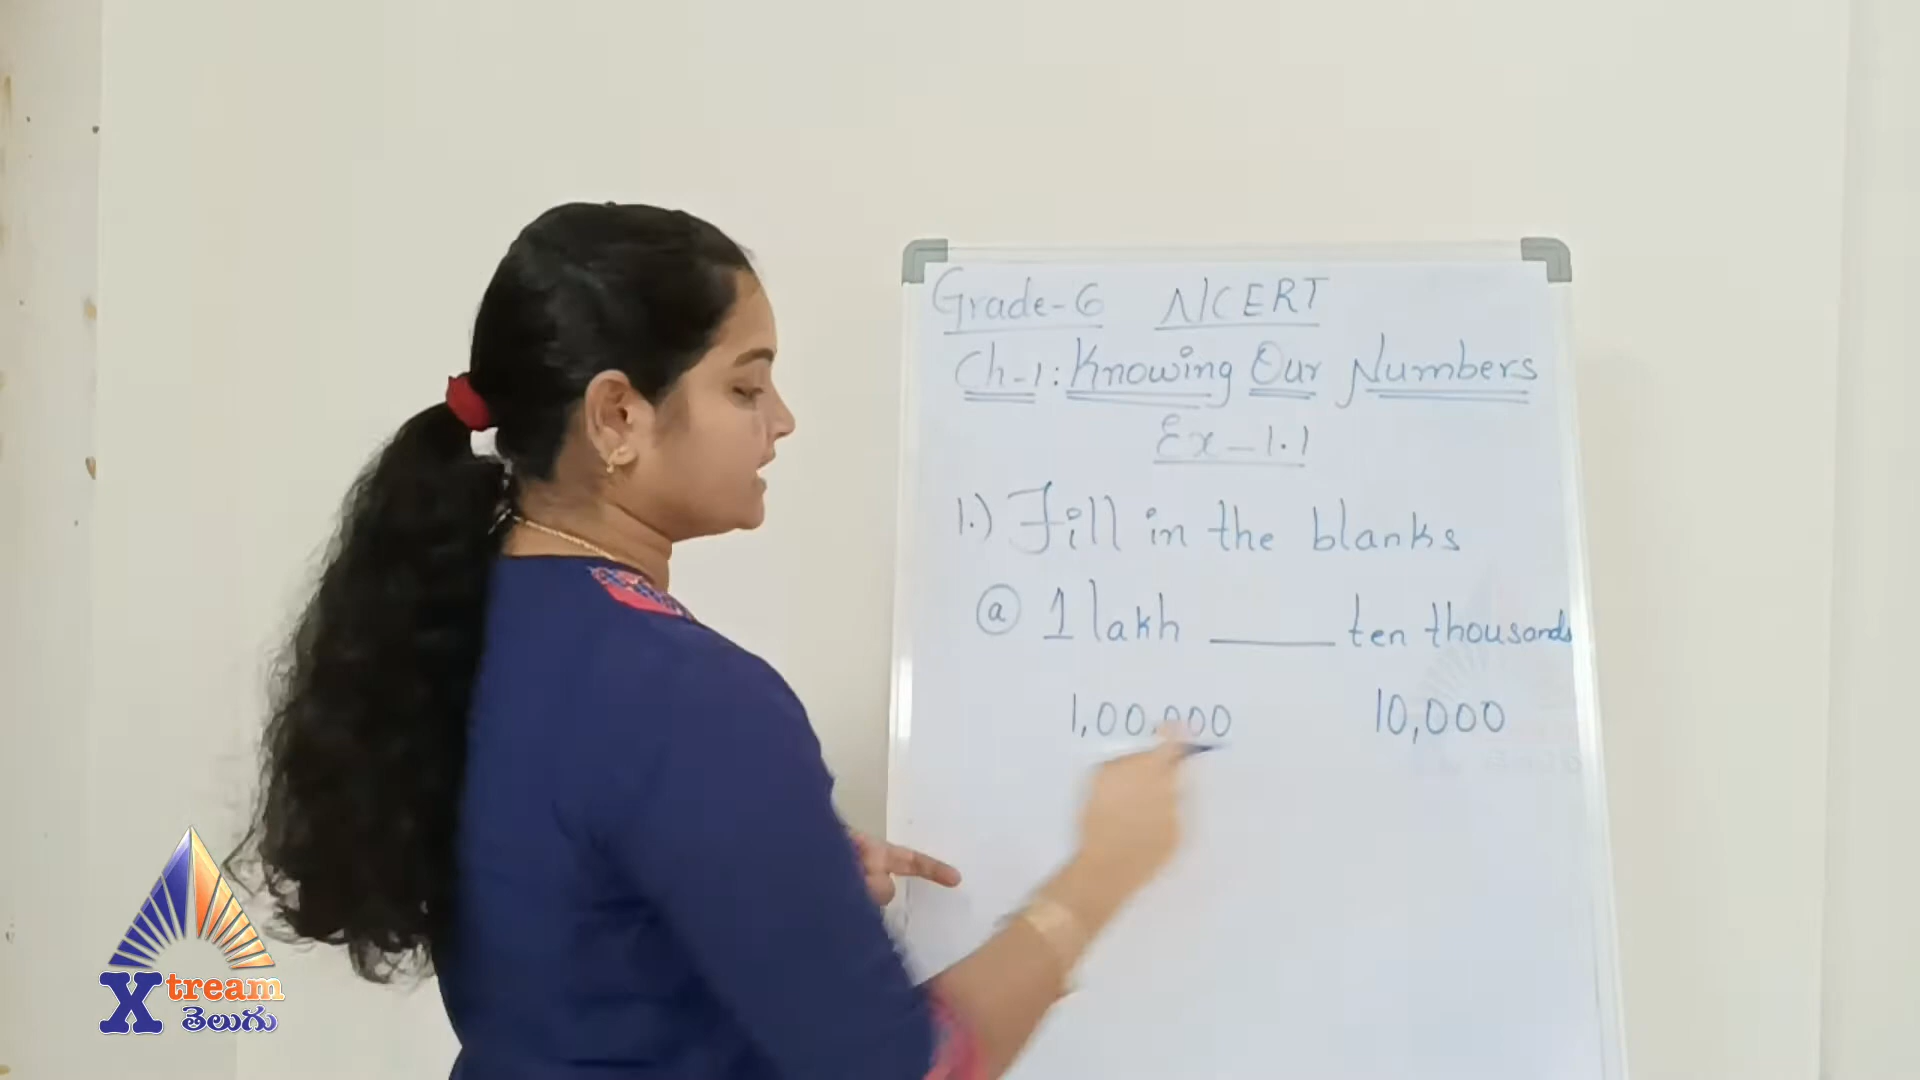 Grade-6 NCERT
Ch-1: Knowing Our Numbers
Ex-1.1
1.) Fill in the blanks
ⓐ 1 lakh _____ ten thousands
1,00,000 10,000
Xtream
తెలుగు